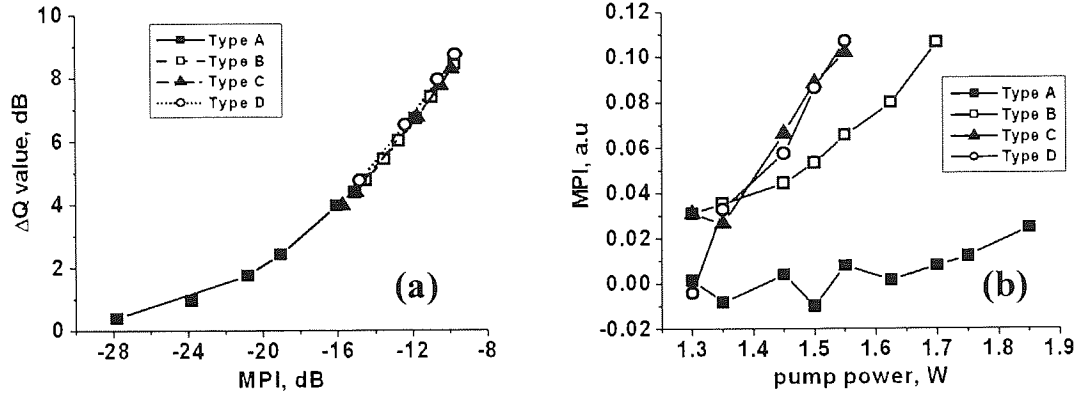 10
8
6
4
2
0
ΔQ value, dB
Type A
Type B
Type C
Type D
(a)
-28
-24
-20
-16
-12
-8
MPI, dB
0.10
0.08
0.06
0.04
0.02
0.00
-0.02
MPI, a.u
Type A
Type B
Type C
Type D
(b)
1.3
1.4
1.5
1.6
1.7
1.8
1.9
pump power, W